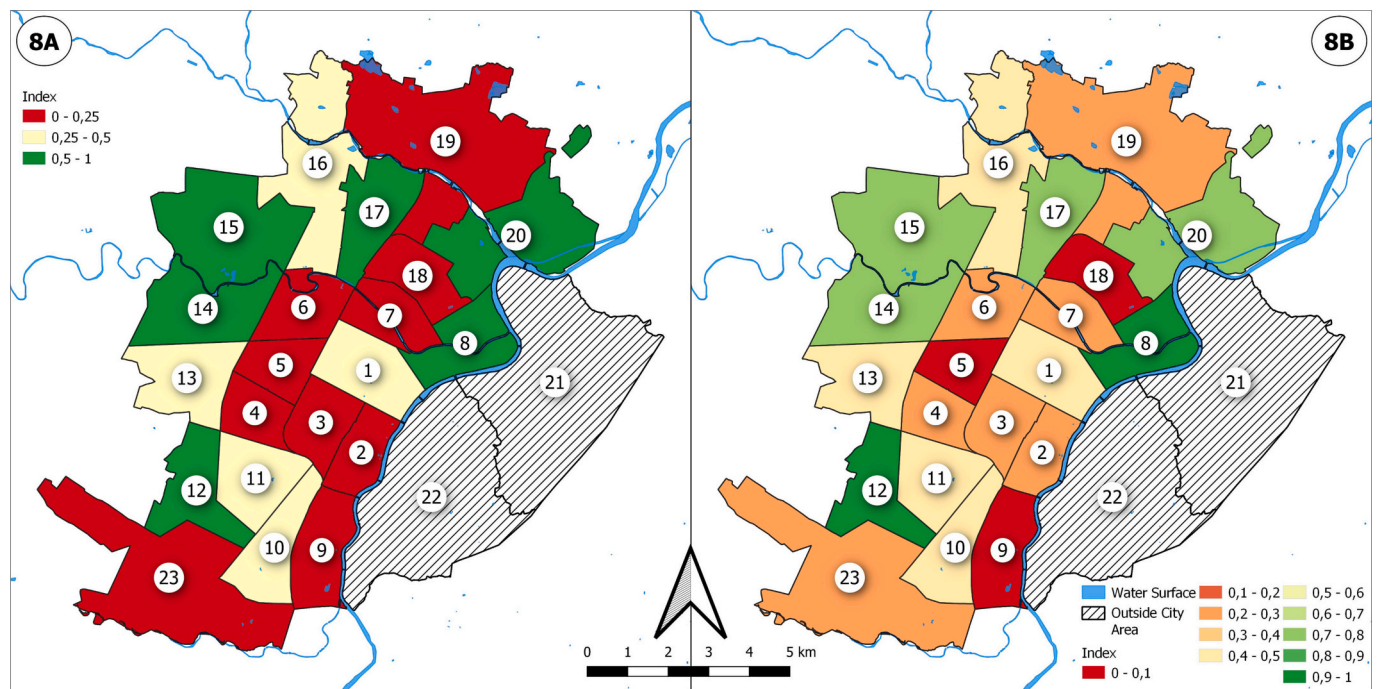 8A
Index
0 - 0,25
0,25 - 0,5
0,5 - 1
19
16
17
15
20
18
14
6
7
8
5
1
13
21
4
3
2
11
12
22
10
9
23
0 1 2 3 4 5 km
8B
19
16
17
15
20
18
14
6
7
8
5
1
13
21
4
3
2
11
12
22
10
9
23
Water Surface
Outside City
Area
Index
0 - 0,1
0,1 - 0,2
0,2 - 0,3
0,3 - 0,4
0,4 - 0,5
0,5 - 0,6
0,6 - 0,7
0,7 - 0,8
0,8 - 0,9
0,9 - 1